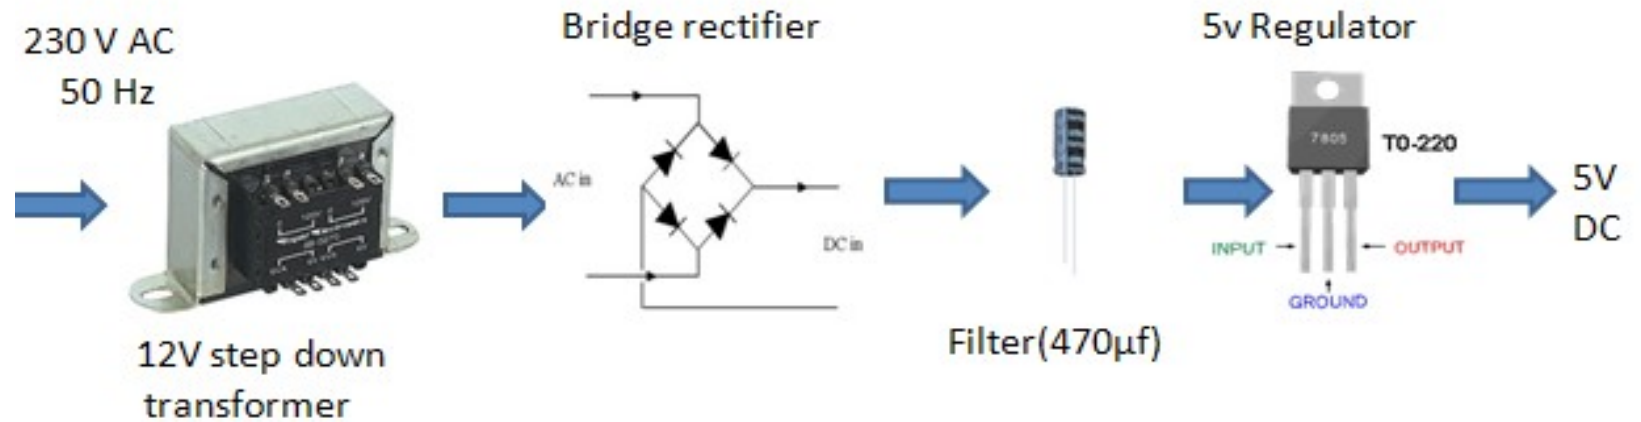 230 V AC
50 Hz
12V step down
transformer
Bridge rectifier
AC in
DC in
Filter(470µf)
5v Regulator
7805
TO-220
INPUT
OUTPUT
GROUND
5V
DC